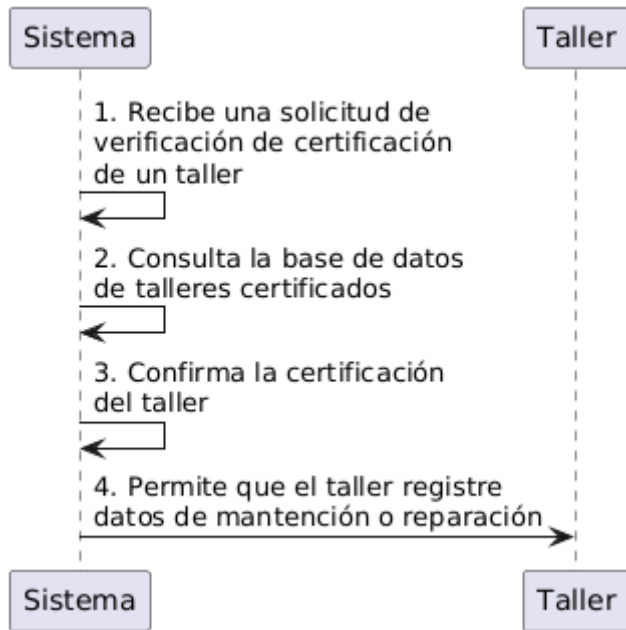 Sistema
Taller
1. Recibe una solicitud de
verificación de certificación
de un taller
2. Consulta la base de datos
de talleres certificados
3. Confirma la certificación
del taller
4. Permite que el taller registre
datos de mantención o reparación
Sistema
Taller